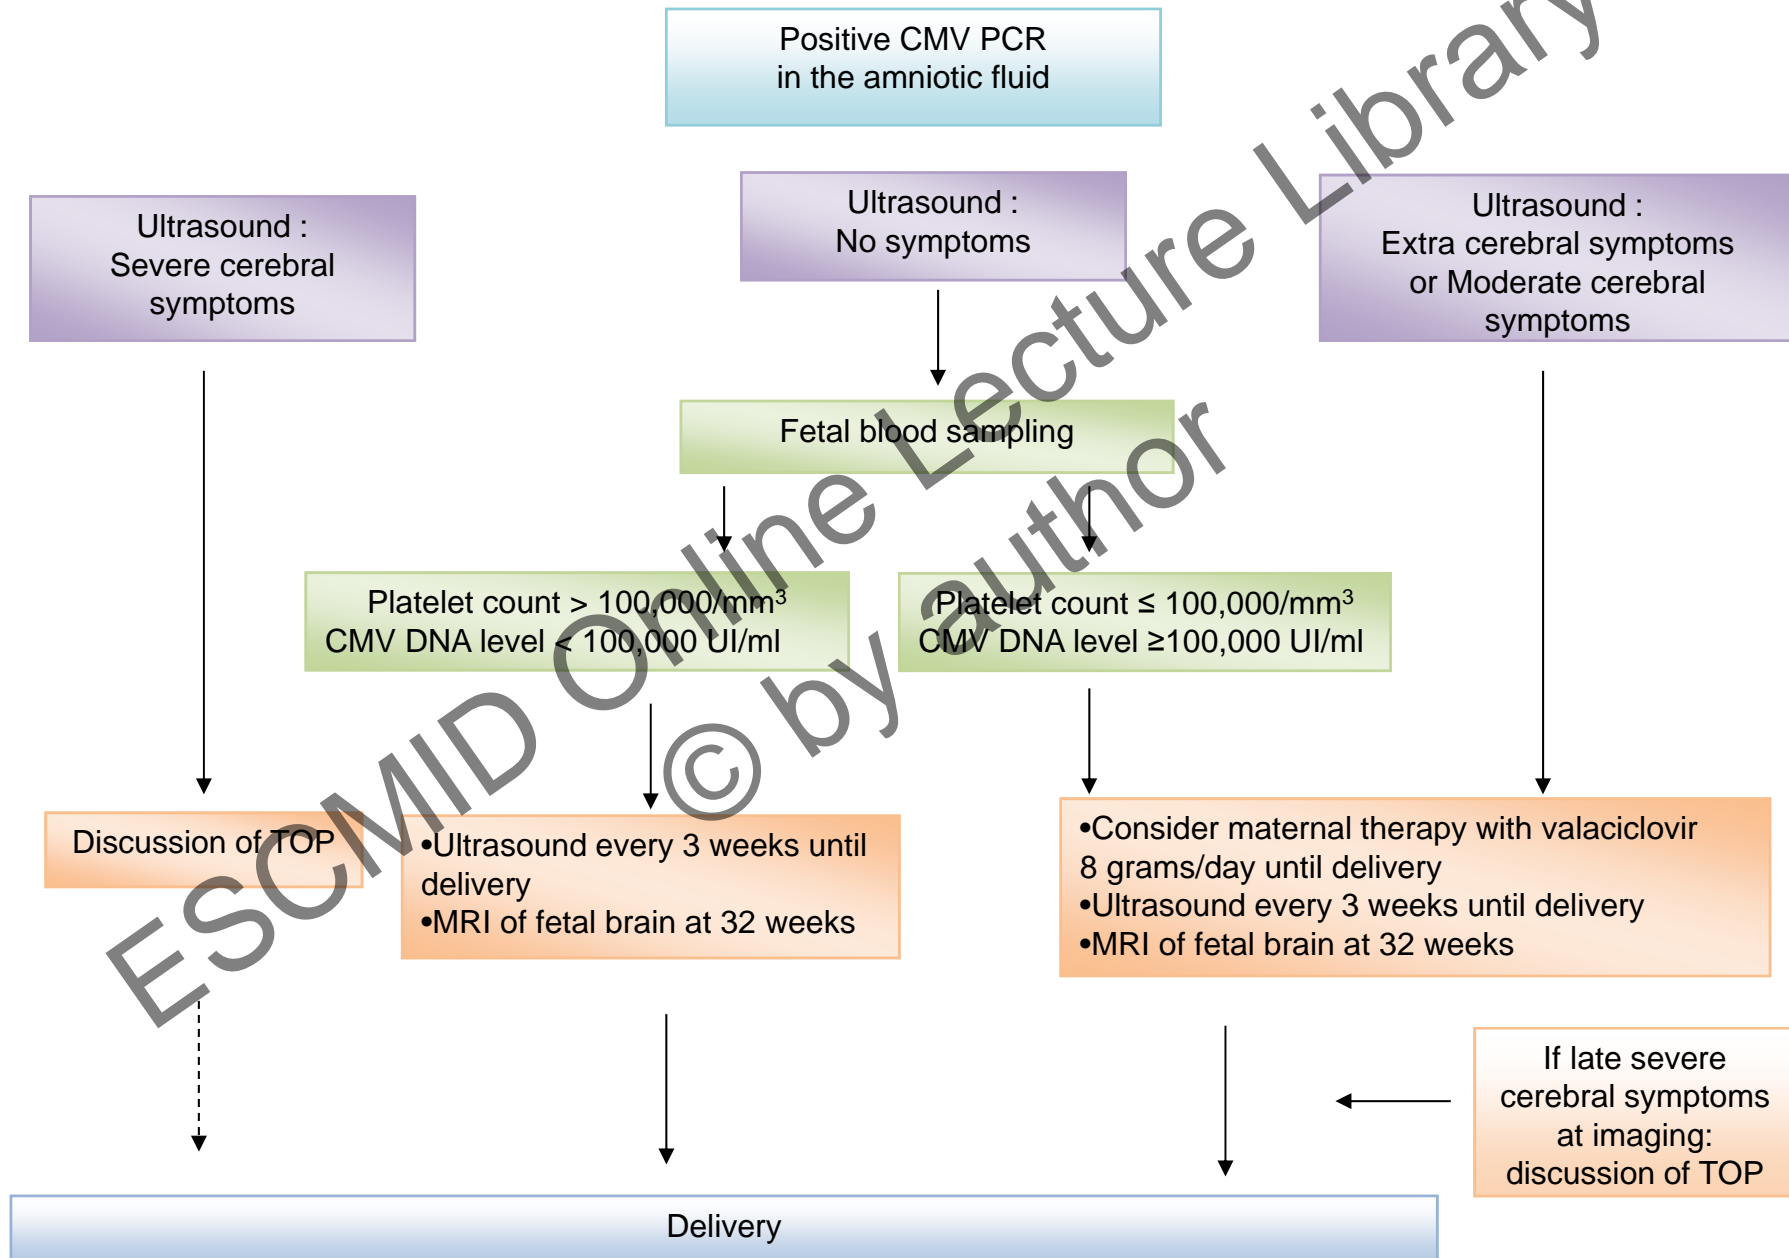 Positive CMV PCR
in the amniotic fluid
Ultrasound :
Severe cerebral
symptoms
Ultrasound :
No symptoms
Ultrasound :
Extra cerebral symptoms
or Moderate cerebral
symptoms
Fetal blood sampling
Platelet count > 100,000/mm³
CMV DNA level < 100,000 UI/ml
Platelet count ≤ 100,000/mm³
CMV DNA level ≥100,000 UI/ml
Discussion of TOP
•Ultrasound every 3 weeks until
delivery
•MRI of fetal brain at 32 weeks
•Consider maternal therapy with valaciclovir
8 grams/day until delivery
•Ultrasound every 3 weeks until delivery
•MRI of fetal brain at 32 weeks
If late severe
cerebral symptoms
at imaging:
discussion of TOP
Delivery
ESCMID Online Lecture Library
© by author